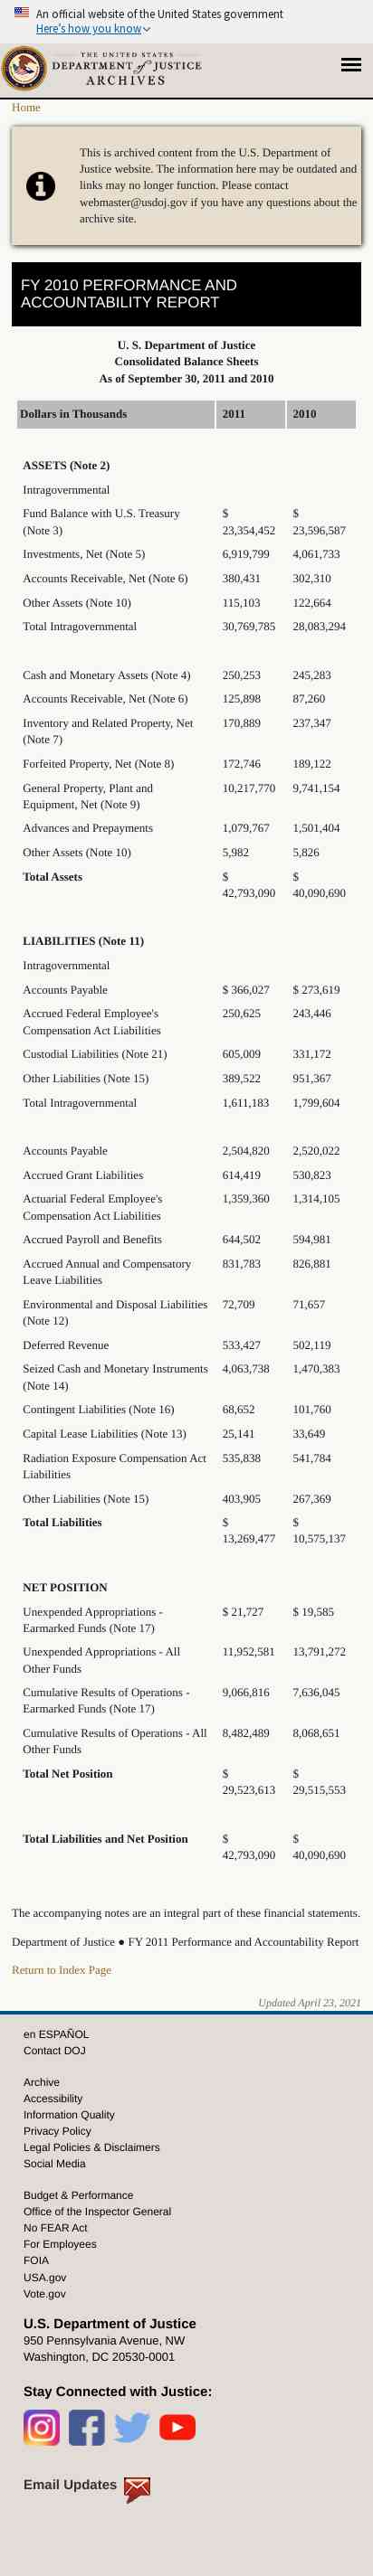 An official website of the United States government
Here's how you know
THE UNITED STATES
DEPARTMENT of JUSTICE
ARCHIVES
Home
This is archived content from the U.S. Department of
Justice website. The information here may be outdated and
links may no longer function. Please contact
webmaster@usdoj.gov if you have any questions about the
archive site.
FY 2010 PERFORMANCE AND
ACCOUNTABILITY REPORT
U. S. Department of Justice
Consolidated Balance Sheets
As of September 30, 2011 and 2010
Dollars in Thousands 2011 2010
ASSETS (Note 2)
Intragovernmental
Fund Balance with U.S. Treasury $ $
(Note 3) 23,354,452 23,596,587
Investments, Net (Note 5) 6,919,799 4,061,733
Accounts Receivable, Net (Note 6) 380,431 302,310
Other Assets (Note 10) 115,103 122,664
Total Intragovernmental 30,769,785 28,083,294
Cash and Monetary Assets (Note 4) 250,253 245,283
Accounts Receivable, Net (Note 6) 125,898 87,260
Inventory and Related Property, Net 170,889 237,347
(Note 7)
Forfeited Property, Net (Note 8) 172,746 189,122
General Property, Plant and 10,217,770 9,741,154
Equipment, Net (Note 9)
Advances and Prepayments 1,079,767 1,501,404
Other Assets (Note 10) 5,982 5,826
Total Assets $ $
42,793,090 40,090,690
LIABILITIES (Note 11)
Intragovernmental
Accounts Payable $ 366,027 $ 273,619
Accrued Federal Employee's 250,625 243,446
Compensation Act Liabilities
Custodial Liabilities (Note 21) 605,009 331,172
Other Liabilities (Note 15) 389,522 951,367
Total Intragovernmental 1,611,183 1,799,604
Accounts Payable 2,504,820 2,520,022
Accrued Grant Liabilities 614,419 530,823
Actuarial Federal Employee's 1,359,360 1,314,105
Compensation Act Liabilities
Accrued Payroll and Benefits 644,502 594,981
Accrued Annual and Compensatory 831,783 826,881
Leave Liabilities
Environmental and Disposal Liabilities 72,709 71,657
(Note 12)
Deferred Revenue 533,427 502,119
Seized Cash and Monetary Instruments 4,063,738 1,470,383
(Note 14)
Contingent Liabilities (Note 16) 68,652 101,760
Capital Lease Liabilities (Note 13) 25,141 33,649
Radiation Exposure Compensation Act 535,838 541,784
Liabilities
Other Liabilities (Note 15) 403,905 267,369
Total Liabilities $ $
13,269,477 10,575,137
NET POSITION
Unexpended Appropriations - $ 21,727 $ 19,585
Earmarked Funds (Note 17)
Unexpended Appropriations - All 11,952,581 13,791,272
Other Funds
Cumulative Results of Operations - 9,066,816 7,636,045
Earmarked Funds (Note 17)
Cumulative Results of Operations - All 8,482,489 8,068,651
Other Funds
Total Net Position $ $
29,523,613 29,515,553
Total Liabilities and Net Position $ $
42,793,090 40,090,690
The accompanying notes are an integral part of these financial statements.
Department of Justice ● FY 2011 Performance and Accountability Report
Return to Index Page
Updated April 23, 2021
en ESPAÑOL
Contact DOJ
Archive
Accessibility
Information Quality
Privacy Policy
Legal Policies & Disclaimers
Social Media
Budget & Performance
Office of the Inspector General
No FEAR Act
For Employees
FOIA
USA.gov
Vote.gov
U.S. Department of Justice
950 Pennsylvania Avenue, NW
Washington, DC 20530-0001
Stay Connected with Justice:
Email Updates